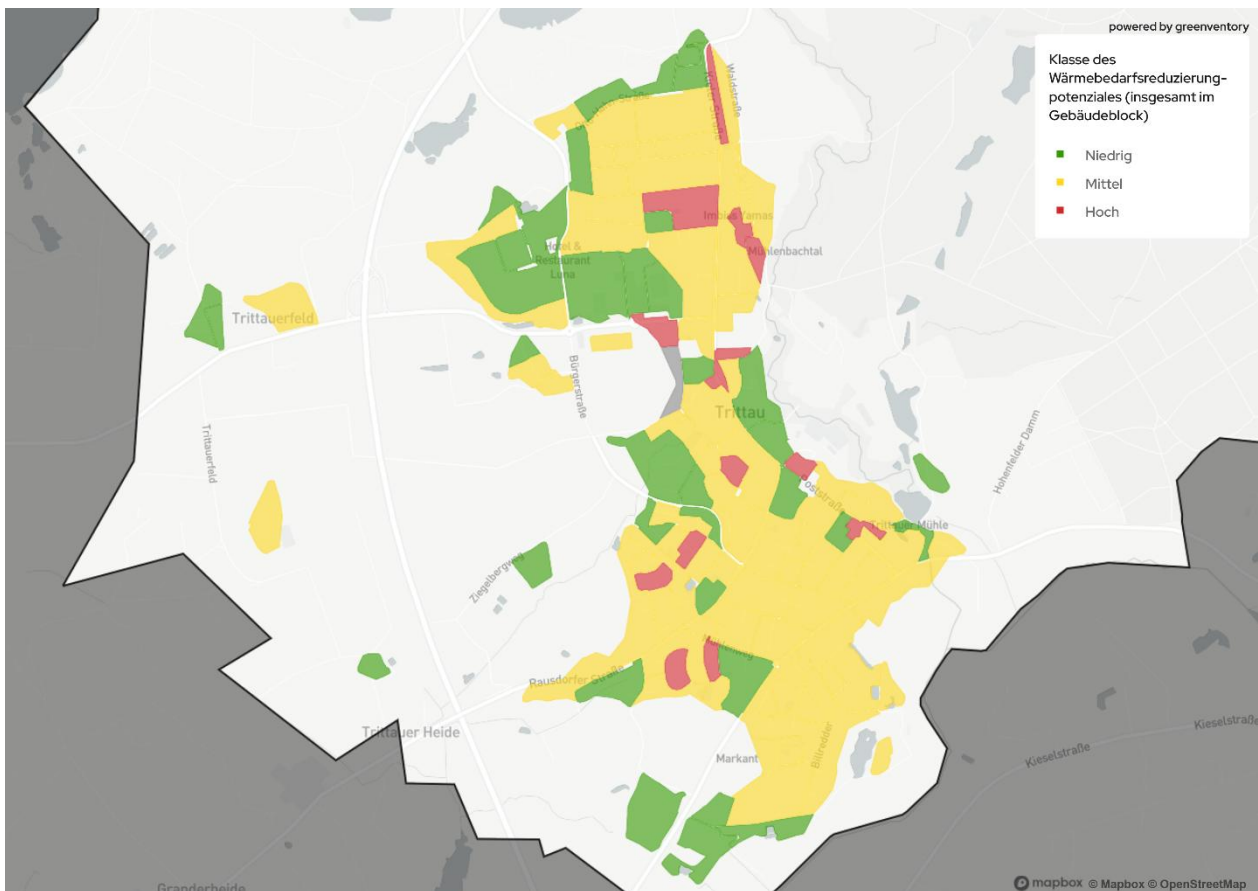 powered by greenventory
Klasse des
Wärmebedarfsreduzierung-
potenziales (insgesamt im
Gebäudeblock)
Niedrig
Mittel
Hoch
Waldstraße
Imbiss Yamas
Mühlenbachtal
Hotel &
Restaurant
Luna
Trittauerfeld
Bürgerstraße
Trittau
Trittauerfeld
Hohenfelder Damm
Poststraße
Trittauer Mühle
Ziegelbergweg
Rausdorfer Straße
Trittauer Heide
Markant
Billredder
Kieselstraße
Kieselstraße
Granderheide
mapbox © Mapbox © OpenStreetMap